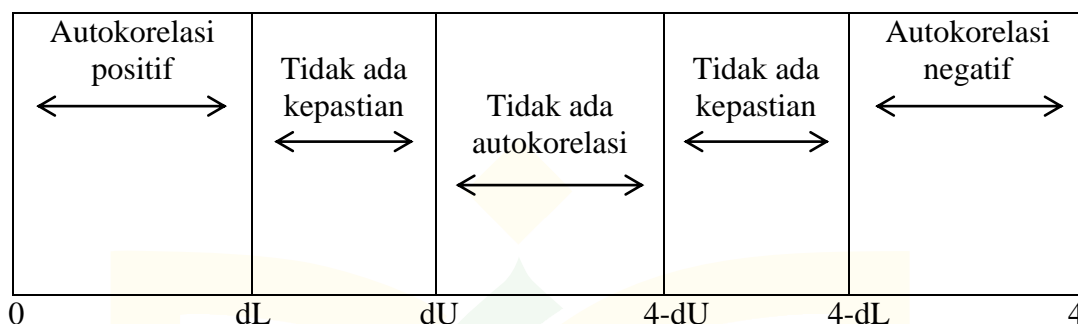 Autokorelasi
positif
Tidak ada
kepastian
Tidak ada
autokorelasi
Tidak ada
kepastian
Autokorelasi
negatif
0 dL dU 4-dU 4-dL 4